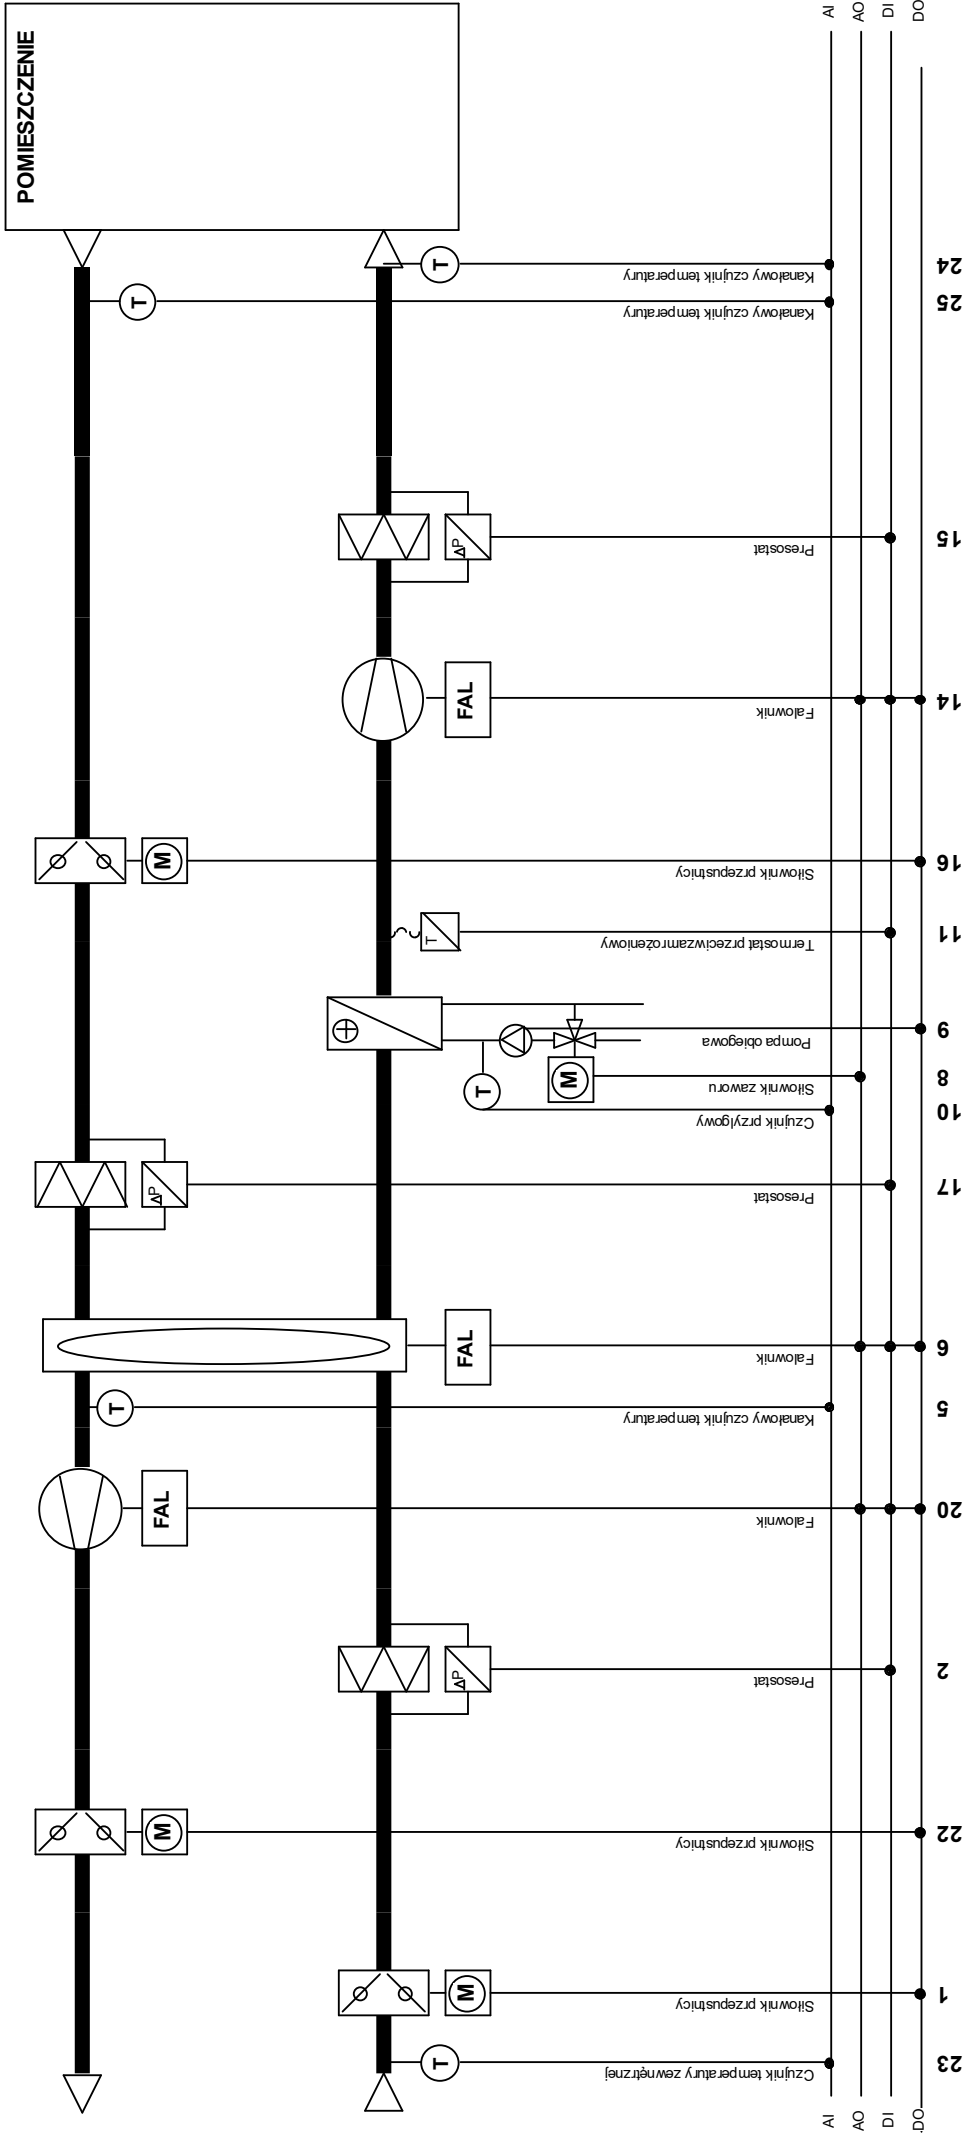 POMIESZCZENIE
AI
AO
DI
DO
T
Kanałowy czujnik temperatury
24
T
Kanałowy czujnik temperatury
25
ΔP
Presostat
15
FAL
Falownik
14
M
Siłownik przepustnicy
16
T
Termostat przeciwzamrożeniowy
11
Pompa obiegowa
9
M
Siłownik zaworu
8
T
Czujnik przylgowy
10
ΔP
Presostat
17
FAL
Falownik
6
T
Kanałowy czujnik temperatury
5
FAL
Falownik
20
ΔP
Presostat
2
M
Siłownik przepustnicy
22
M
Siłownik przepustnicy
1
T
Czujnik temperatury zewnętrznej
23
AI
AO
DI
DO